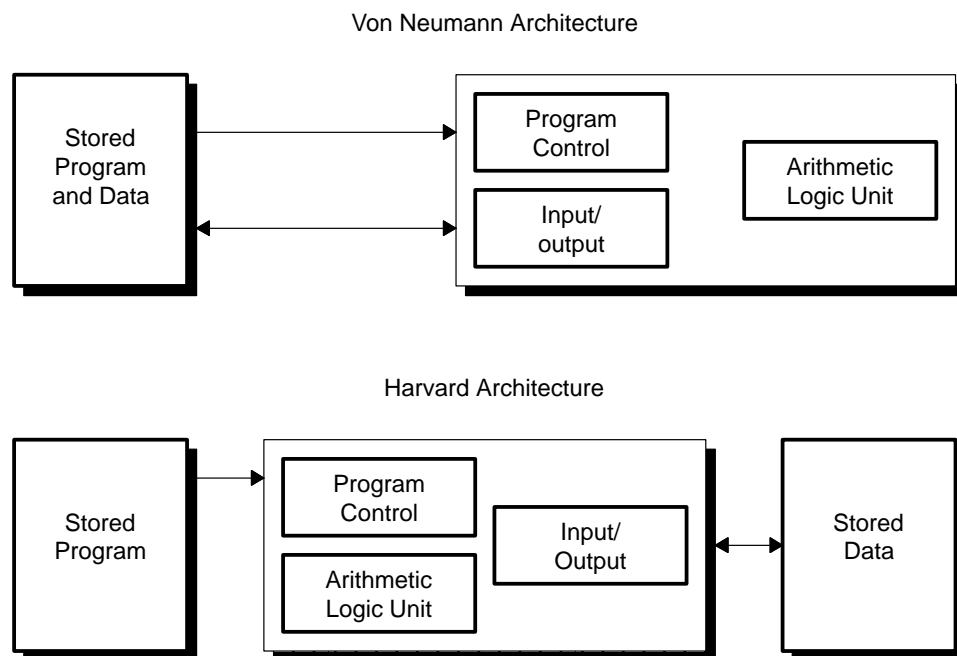 Von Neumann Architecture
Stored
Program
and Data
Program
Control
Input/
output
Arithmetic
Logic Unit
Harvard Architecture
Stored
Program
Program
Control
Arithmetic
Logic Unit
Input/
Output
Stored
Data